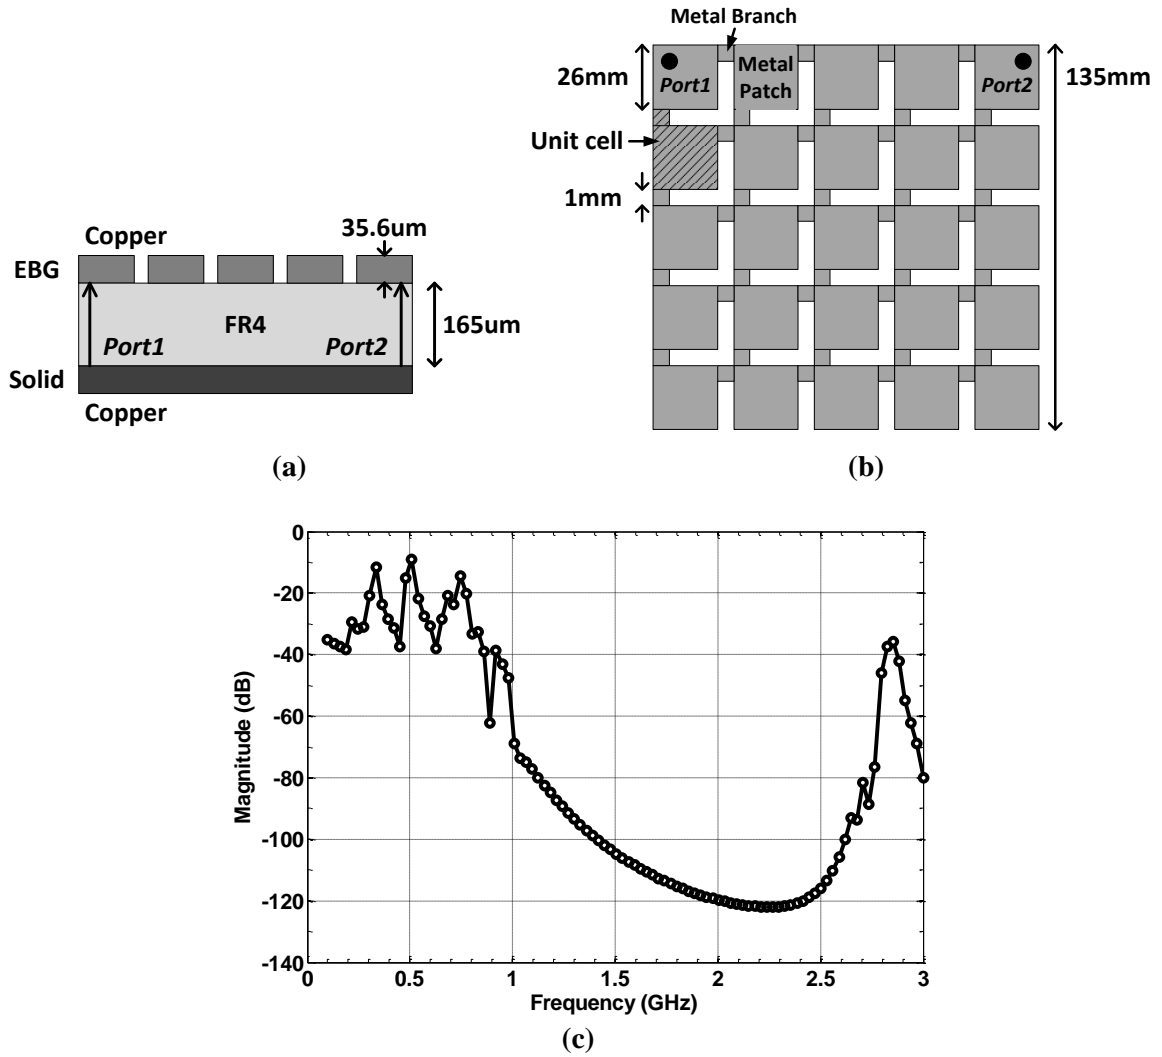 Copper
35.6um
EBG
FR4
165um
Port1
Port2
Solid
Copper
(a)
Metal Branch
26mm
Port1
Metal
Patch
Port2
135mm
Unit cell
1mm
(b)
Magnitude (dB)
0
-20
-40
-60
-80
-100
-120
-140
0
0.5
1
1.5
2
2.5
3
Frequency (GHz)
(c)